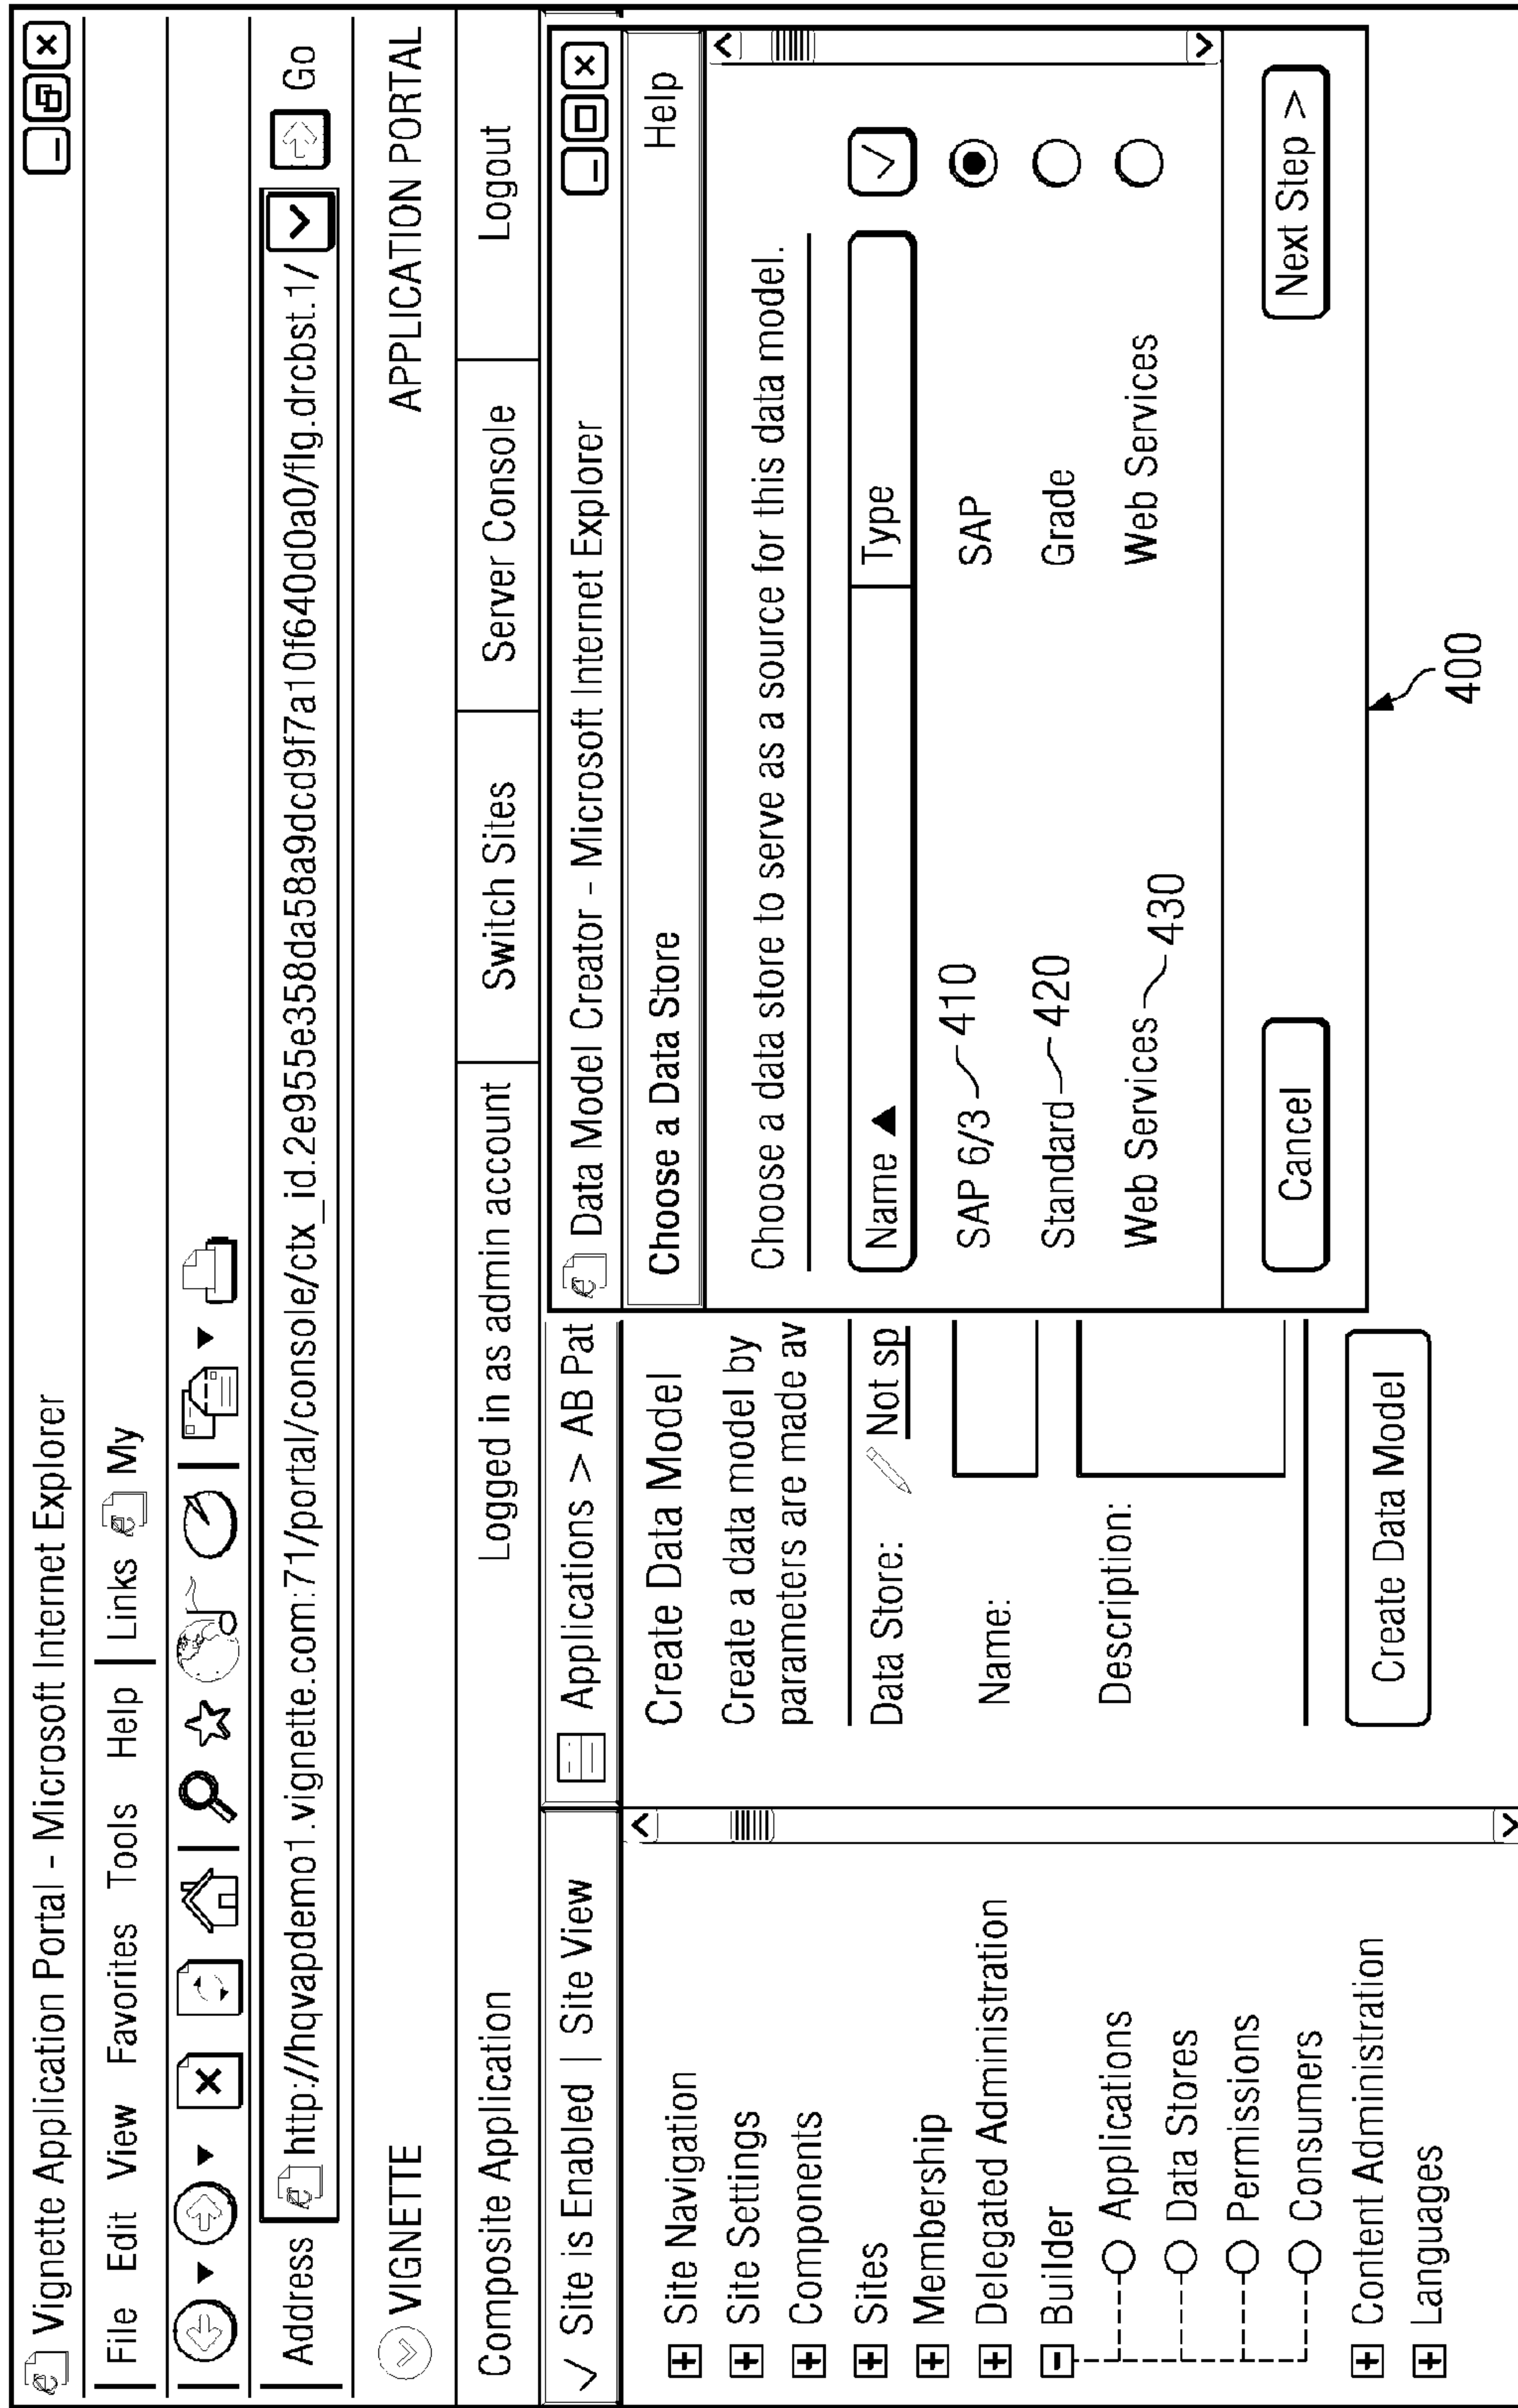 Vignette Application Portal - Microsoft Internet Explorer
File Edit View Favorites Tools Help Links My
Address http://hqvapdemo1.vignette.com:71/portal/console/ctx_id.2e955e358da58a9dcd9f7a10f640d0a0/flg.drcbst.1/ Go
VIGNETTE APPLICATION PORTAL
Composite Application Logged in as admin account Switch Sites Server Console Logout
Site is Enabled | Site View
Applications > AB Pat
Site Navigation
Site Settings
Components
Sites
Membership
Delegated Administration
Builder
Applications
Data Stores
Permissions
Consumers
Content Administration
Languages
Create Data Model
Create a data model by
parameters are made av
Data Store: Not sp
Name:
Description:
Create Data Model
Data Model Creator - Microsoft Internet Explorer
Choose a Data Store Help
Choose a data store to serve as a source for this data model.
Name Type
SAP 6/3 410 SAP
Standard 420 Grade
Web Services 430 Web Services
Cancel Next Step >
400